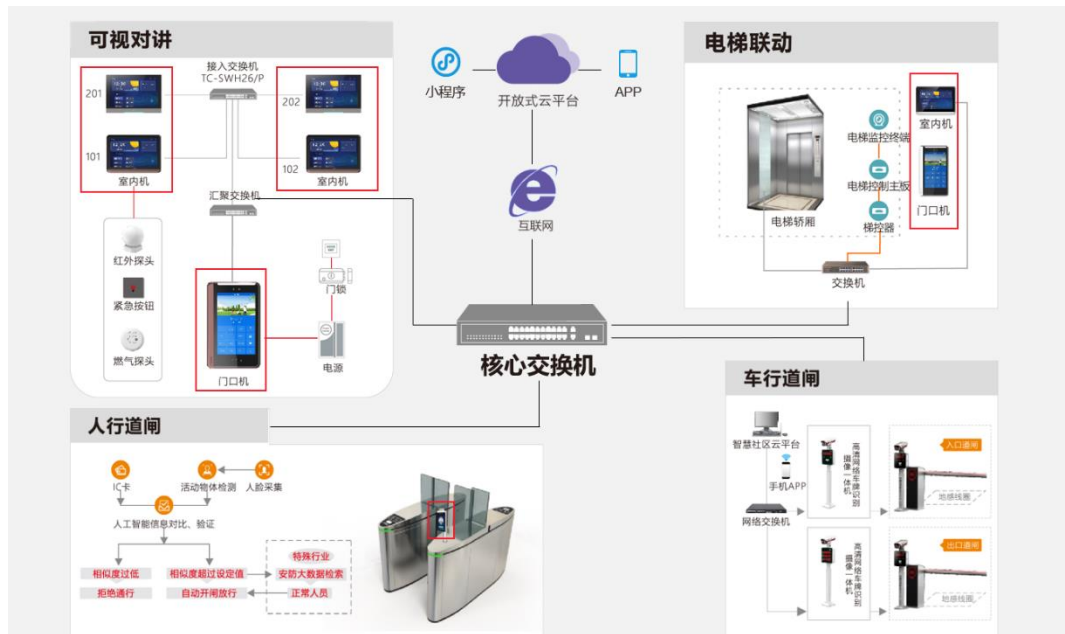 可视对讲
接入交换机
TC-SWH26/P
201
202
101
102
室内机
室内机
汇聚交换机
红外探头
紧急按钮
燃气探头
门锁
电源
门口机
小程序
开放式云平台
APP
互联网
核心交换机
电梯联动
电梯监控终端
电梯控制主板
梯控器
电梯轿厢
室内机
门口机
交换机
人行道闸
IC卡
活动物体检测
人脸采集
人工智能信息对比、验证
相似度过低
相似度超过设定值
拒绝通行
自动开闸放行
特殊行业
安防大数据检索
正常人员
车行道闸
智慧社区云平台
手机APP
网络交换机
高清网络车牌识别
摄像一体机
入口道闸
地感线圈
高清网络车牌识别
摄像一体机
出口道闸
地感线圈